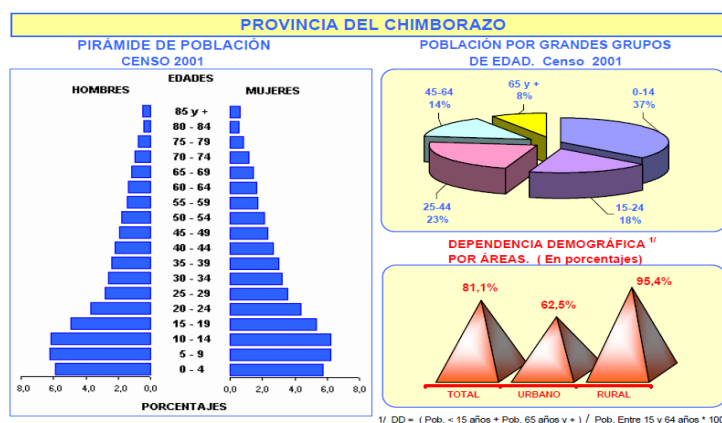 PROVINCIA DEL CHIMBORAZO
PIRÁMIDE DE POBLACIÓN
CENSO 2001
EDADES
HOMBRES
MUJERES
85 y +
80 - 84
75 - 79
70 - 74
65 - 69
60 - 64
55 - 59
50 - 54
45 - 49
40 - 44
35 - 39
30 - 34
25 - 29
20 - 24
15 - 19
10 - 14
5 - 9
0 - 4
8,0 6,0 4,0 2,0 0,0 0,0 2,0 4,0 6,0 8,0
PORCENTAJES
POBLACIÓN POR GRANDES GRUPOS
DE EDAD. Censo 2001
45-64
14%
65 y +
8%
0-14
37%
25-44
23%
15-24
18%
DEPENDENCIA DEMOGRÁFICA 1/
POR ÁREAS. ( En porcentajes)
81,1%
62,5%
95,4%
TOTAL URBANO RURAL
1/ DD = ( Pob. < 15 años + Pob. 65 años y + ) / Pob. Entre 15 y 64 años * 100